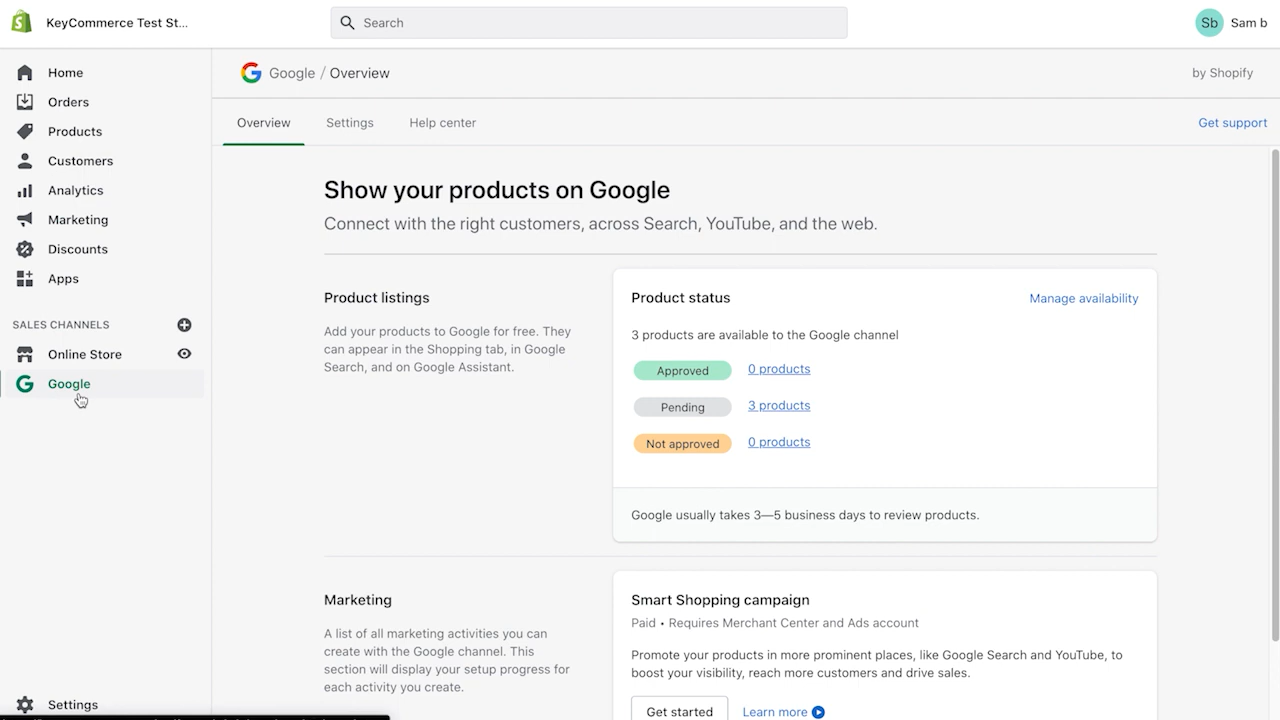 KeyCommerce Test St...
Search
Sb
Sam b
Home
Orders
Products
Customers
Analytics
Marketing
Discounts
Apps
SALES CHANNELS
Online Store
Google
Settings
Google / Overview
by Shopify
Overview
Settings
Help center
Get support
Show your products on Google
Connect with the right customers, across Search, YouTube, and the web.
Product listings
Add your products to Google for free. They
can appear in the Shopping tab, in Google
Search, and on Google Assistant.
Product status
Manage availability
3 products are available to the Google channel
Approved 0 products
Pending 3 products
Not approved 0 products
Google usually takes 3—5 business days to review products.
Marketing
A list of all marketing activities you can
create with the Google channel. This
section will display your setup progress for
each activity you create.
Smart Shopping campaign
Paid • Requires Merchant Center and Ads account
Promote your products in more prominent places, like Google Search and YouTube, to
boost your visibility, reach more customers and drive sales.
Get started
Learn more